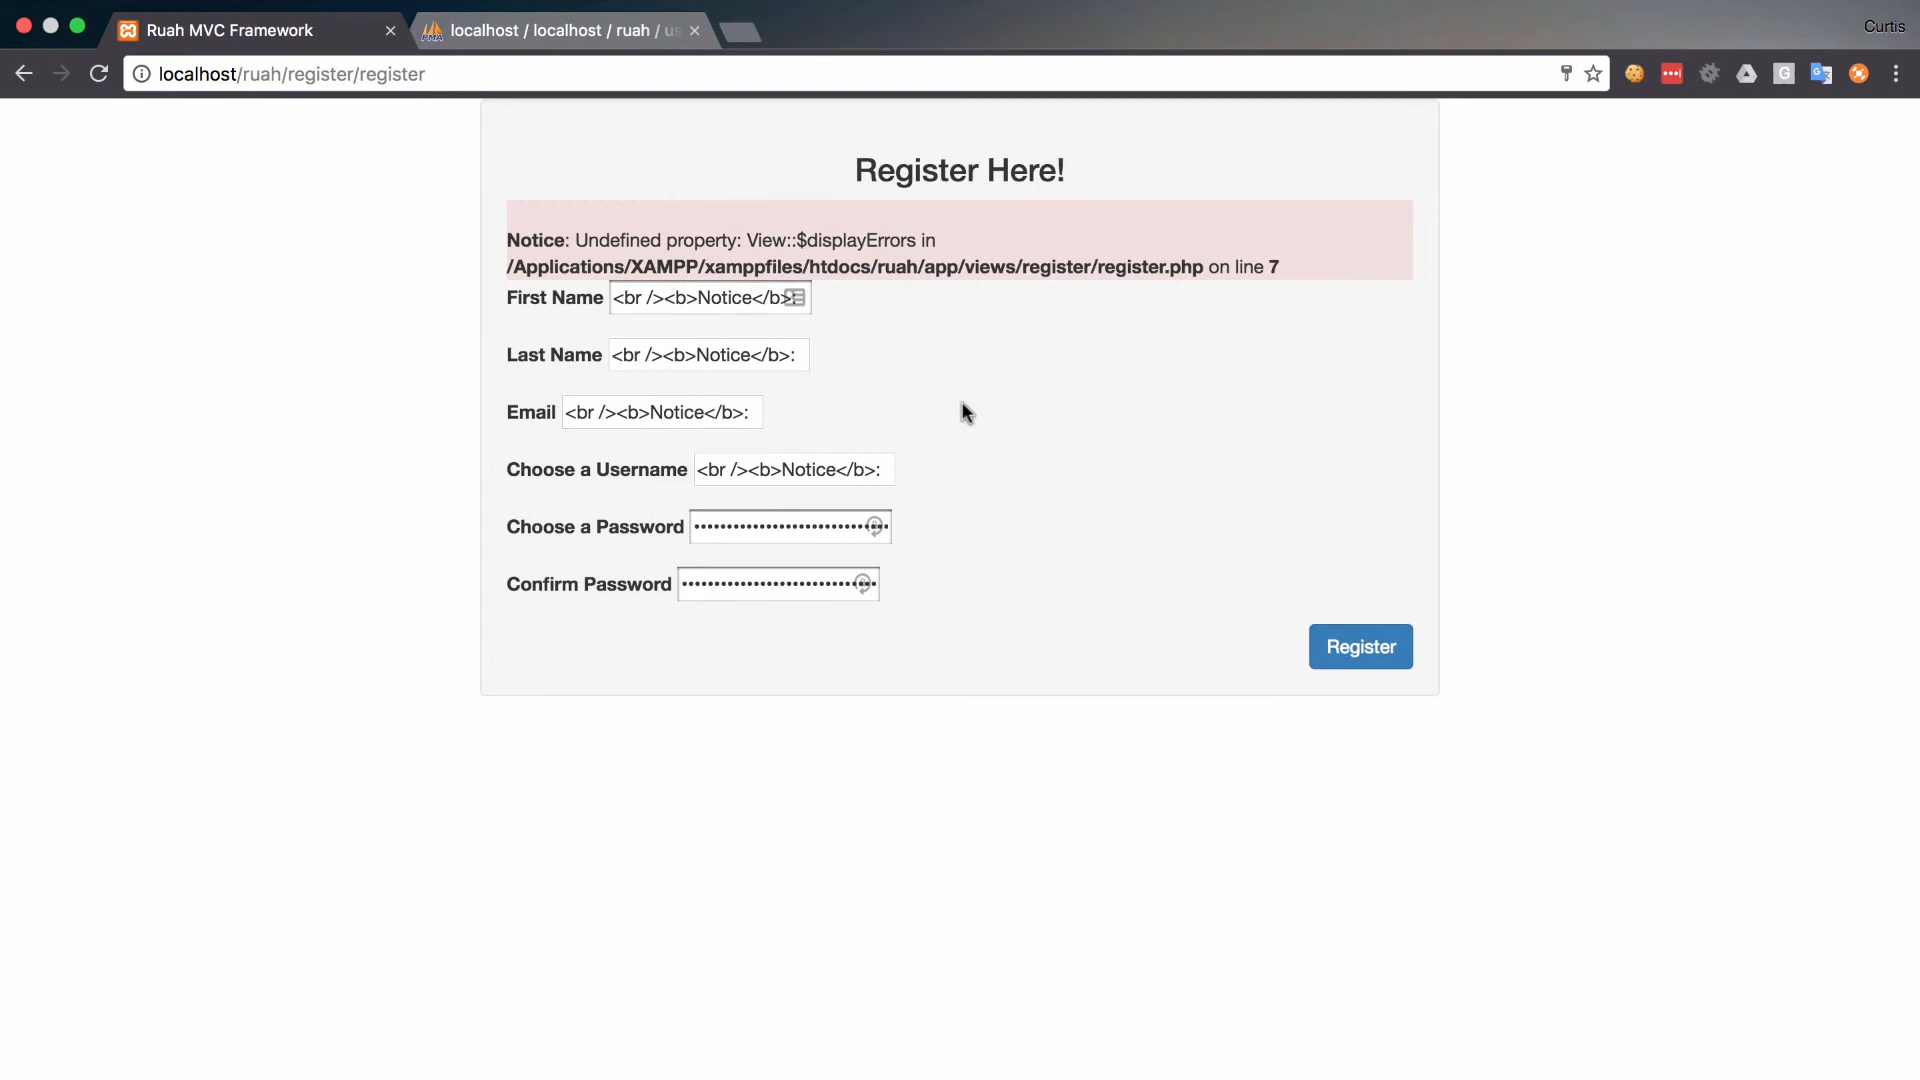 Curtis
Ruah MVC Framework
localhost / localhost / ruah / us
localhost/ruah/register/register
Register Here!
Notice: Undefined property: View::$displayErrors in
/Applications/XAMPP/xamppfiles/htdocs/ruah/app/views/register/register.php on line 7
First Name <br /><b>Notice</b>:
Last Name <br /><b>Notice</b>:
Email <br /><b>Notice</b>:
Choose a Username <br /><b>Notice</b>:
Choose a Password
Confirm Password
Register